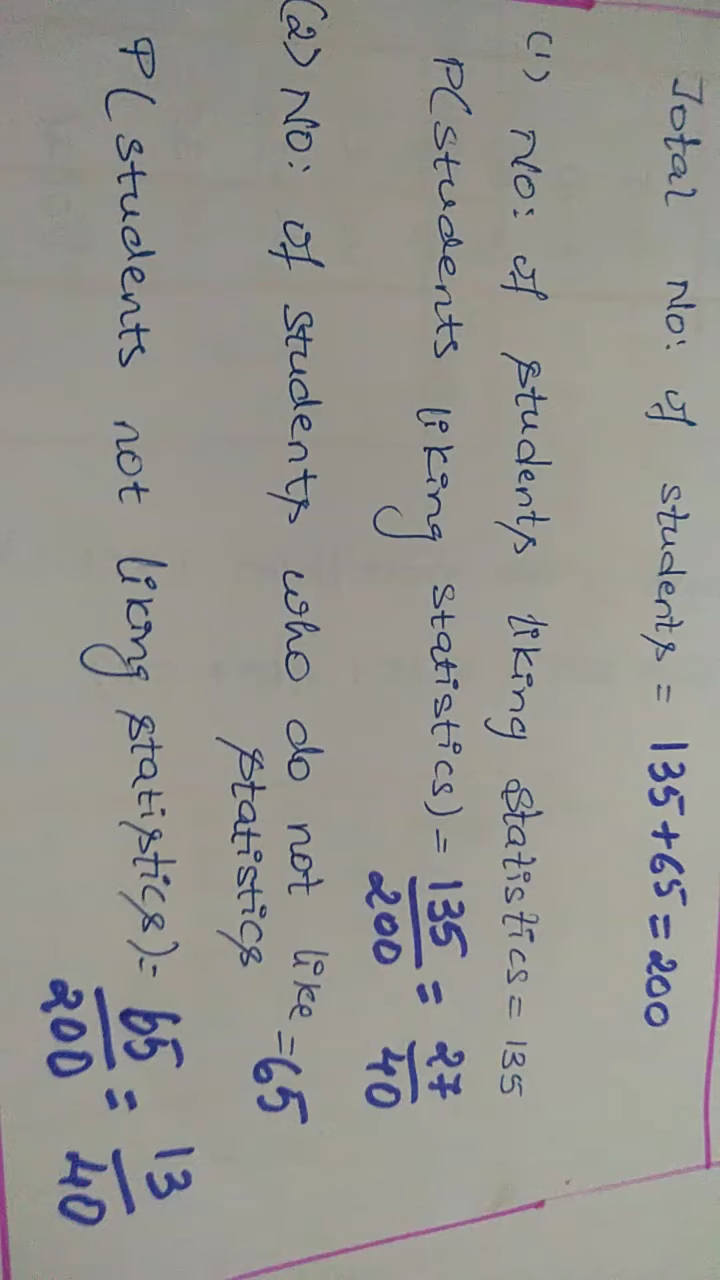 Total No: of students = 135+65=200
(1) No: of students liking statistics = 135
P(students liking statistics) = 135/200 = 27/40
(2) No: of students who do not like statistics = 65
P(students not liking statistics) = 65/200 = 13/40